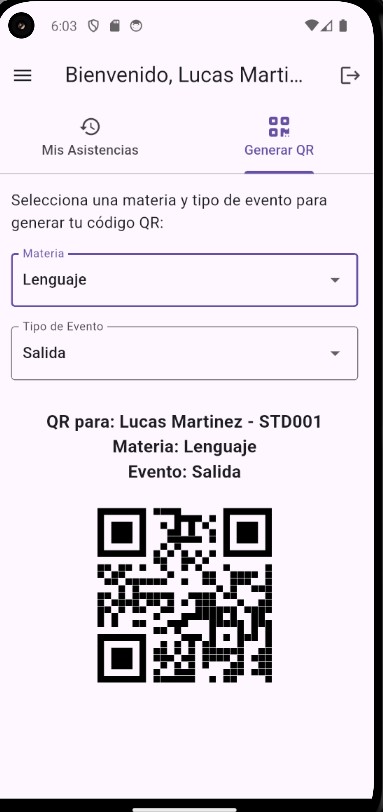 6:03
Bienvenido, Lucas Marti...
Mis Asistencias
Generar QR
Selecciona una materia y tipo de evento para
generar tu código QR:
Materia
Lenguaje
Tipo de Evento
Salida
QR para: Lucas Martinez - STD001
Materia: Lenguaje
Evento: Salida